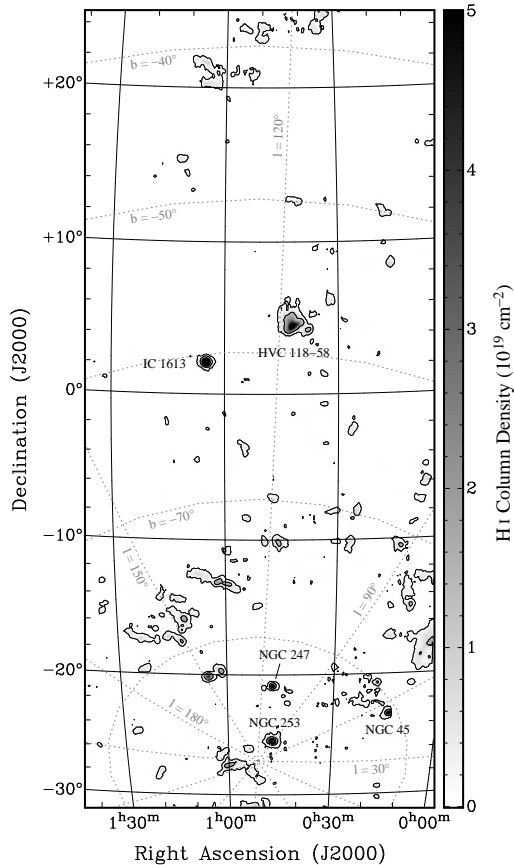 b = −40°
+20°
l = 120°
b = −50°
+10°
HVC 118–58
IC 1613
0°
b = −70°
−10°
l = 150°
l = 90°
NGC 247
−20°
l = 180°
NGC 253
NGC 45
l = 30°
−30°
1ʰ30ᵐ 1ʰ00ᵐ 0ʰ30ᵐ 0ʰ00ᵐ
Right Ascension (J2000)
Declination (J2000)
5
4
3
2
1
0
H I Column Density (10¹⁹ cm⁻²)